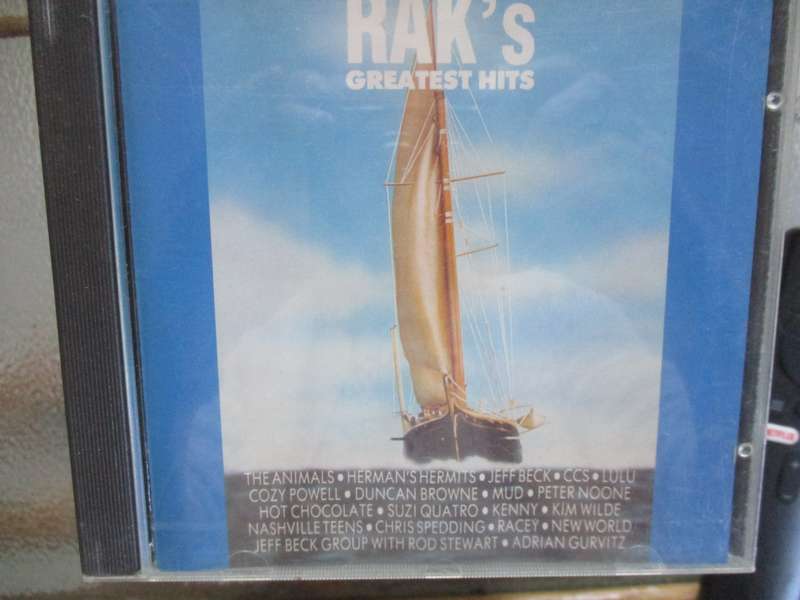 RAK's
GREATEST HITS
THE ANIMALS • HERMAN'S HERMITS • JEFF BECK • CCS • LULU
COZY POWELL • DUNCAN BROWNE • MUD • PETER NOONE
HOT CHOCOLATE • SUZI QUATRO • KENNY • KIM WILDE
NASHVILLE TEENS • CHRIS SPEDDING • RACEY • NEW WORLD
JEFF BECK GROUP WITH ROD STEWART • ADRIAN GURVITZ
NETFLIX